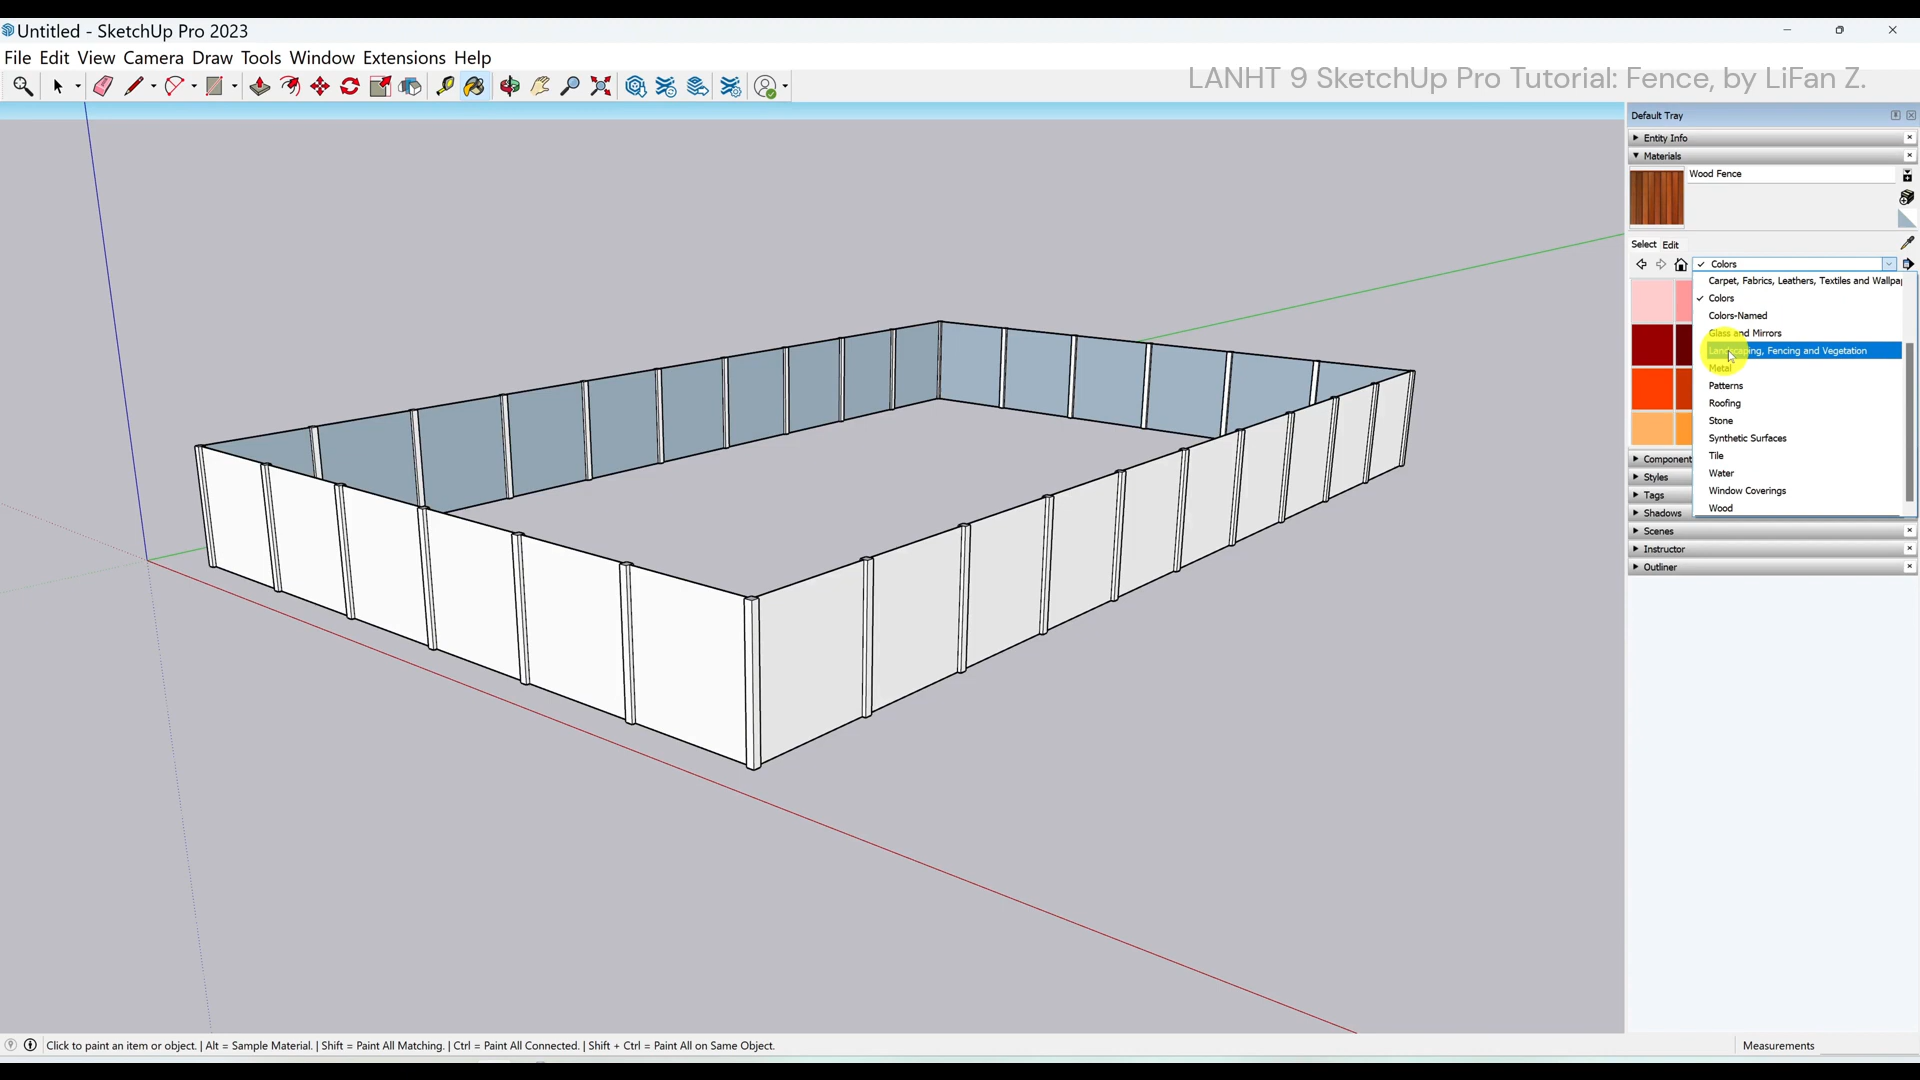 Untitled - SketchUp Pro 2023
File Edit View Camera Draw Tools Window Extensions Help
LANHT 9 SketchUp Pro Tutorial: Fence, by LiFan Z.
Default Tray
Entity Info
Materials
Wood Fence
Select Edit
Colors
Carpet, Fabrics, Leathers, Textiles and Wallpa
Colors
Colors-Named
Glass and Mirrors
Landscaping, Fencing and Vegetation
Metal
Patterns
Roofing
Stone
Synthetic Surfaces
Tile
Water
Window Coverings
Wood
Component
Styles
Tags
Shadows
Scenes
Instructor
Outliner
Click to paint an item or object. | Alt = Sample Material. | Shift = Paint All Matching. | Ctrl = Paint All Connected. | Shift + Ctrl = Paint All on Same Object.
Measurements